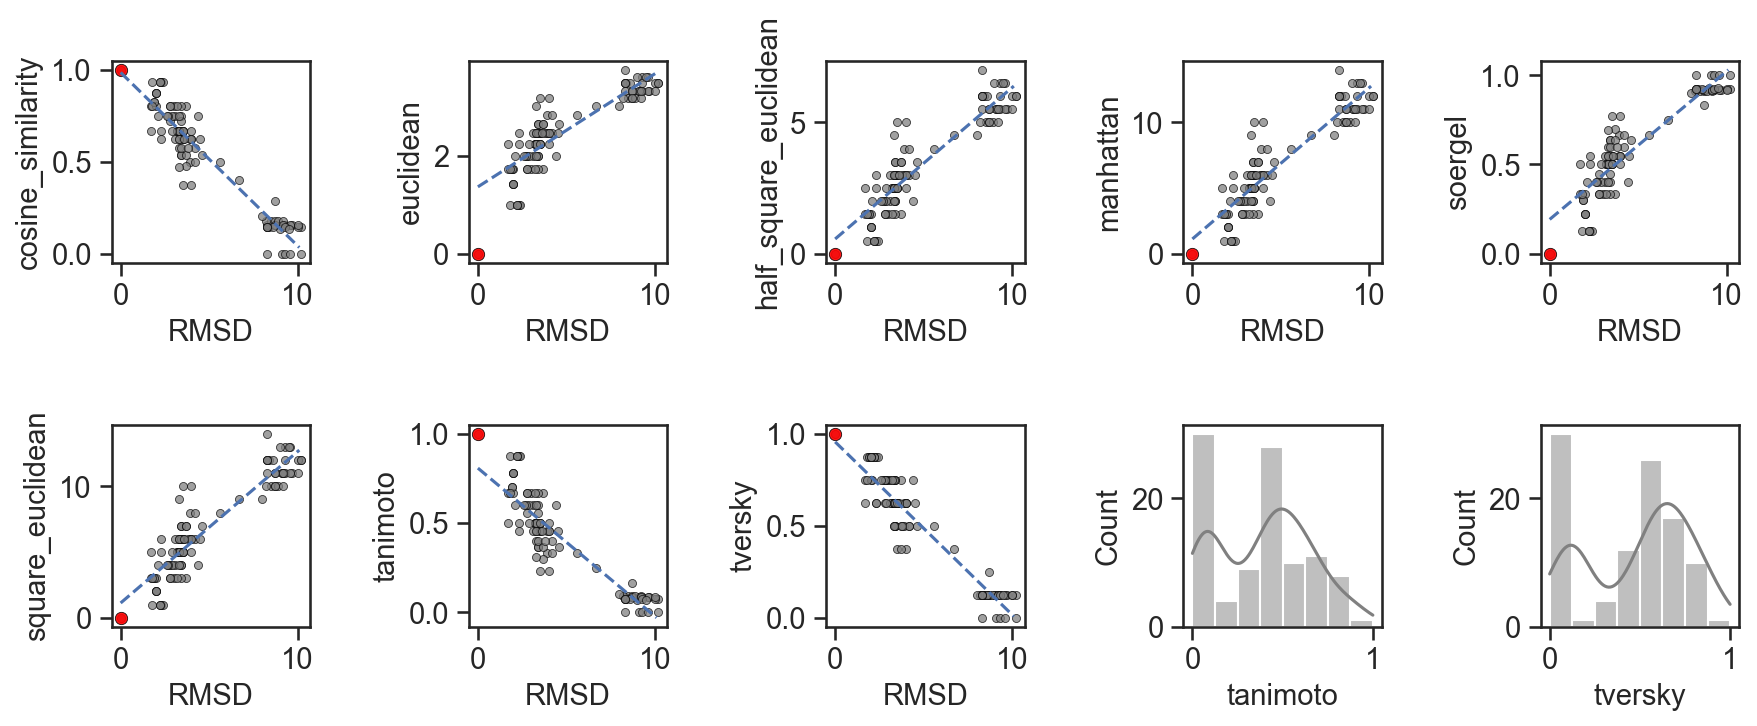 cosine_similarity
1.0
0.5
0.0
0
10
RMSD
euclidean
2
0
0
10
RMSD
half_square_euclidean
5
0
0
10
RMSD
manhattan
10
0
0
10
RMSD
soergel
1.0
0.5
0.0
0
10
RMSD
square_euclidean
10
0
0
10
RMSD
tanimoto
1.0
0.5
0.0
0
10
RMSD
tversky
1.0
0.5
0.0
0
10
RMSD
Count
20
0
0
1
tanimoto
Count
20
0
0
1
tversky